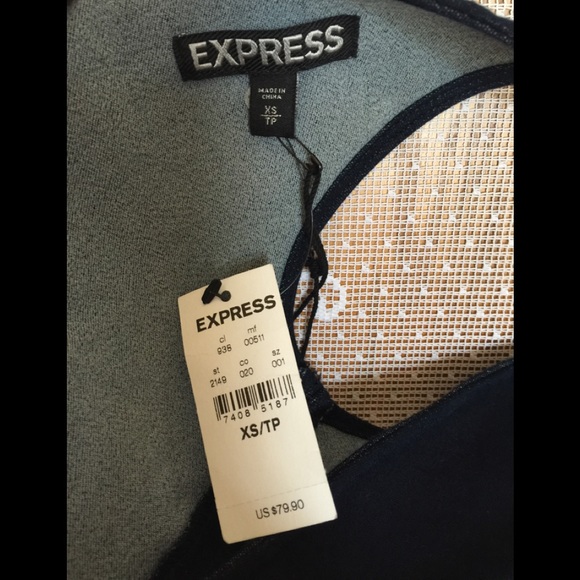 EXPRESS
MADE IN
CHINA
XS
TP
EXPRESS
cl mf
935 00511
st co sz
2149 020 001
7408 5187
XS/TP
US $79.90